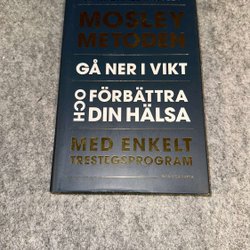 MOSLEY
METODEN
GÅ NER I VIKT
OCH FÖRBÄTTRA
DIN HÄLSA
MED ENKELT
TRESTEGSPROGRAM